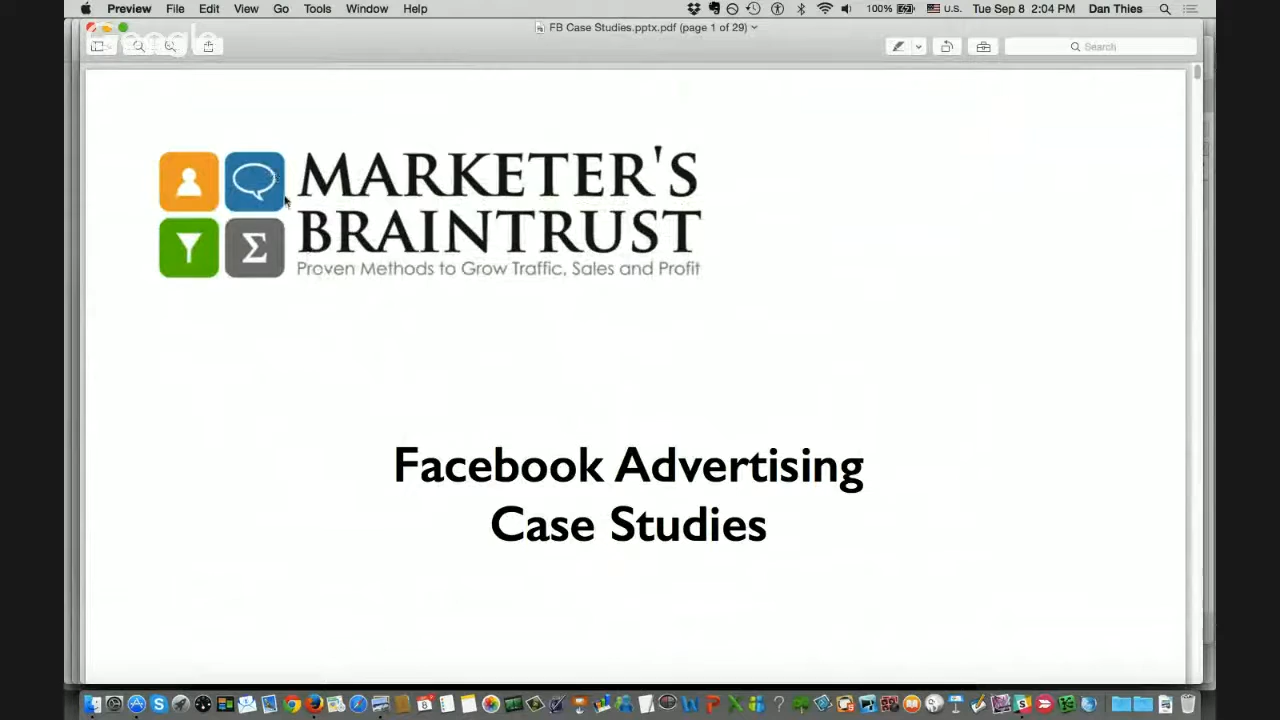 Preview File Edit View Go Tools Window Help 100% U.S. Tue Sep 8 2:04 PM Dan Thies
Google
FB Case Studies.pptx.pdf (page 1 of 29)
Search
MARKETER'S
BRAINTRUST
Proven Methods to Grow Traffic, Sales and Profit
Σ
Facebook Advertising
Case Studies
8